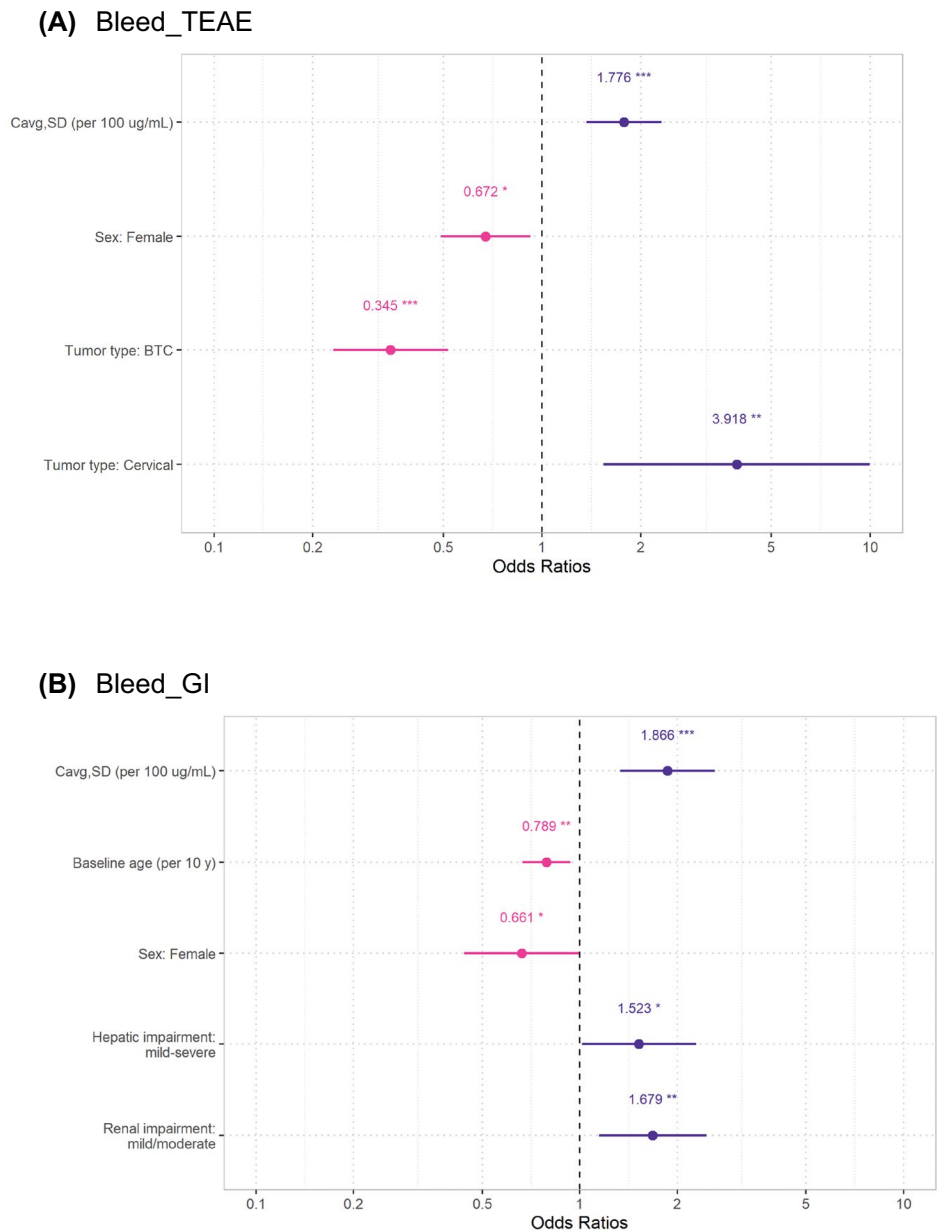 (A) Bleed_TEAE
1.776 ***
Cavg,SD (per 100 ug/mL)
0.672 *
Sex: Female
0.345 ***
Tumor type: BTC
3.918 **
Tumor type: Cervical
0.1 0.2 0.5 1 2 5 10
Odds Ratios
(B) Bleed_GI
1.866 ***
Cavg,SD (per 100 ug/mL)
0.789 **
Baseline age (per 10 y)
0.661 *
Sex: Female
1.523 *
Hepatic impairment:
mild-severe
1.679 **
Renal impairment:
mild/moderate
0.1 0.2 0.5 1 2 5 10
Odds Ratios